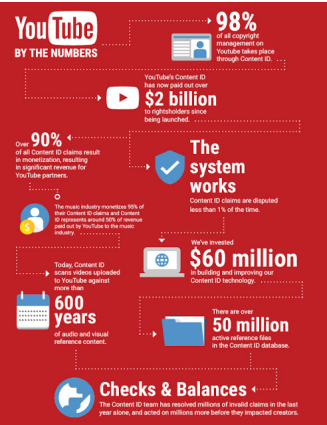 YouTube
BY THE NUMBERS
98%
of all copyright
management on
Youtube takes place
through Content ID.
YouTube's Content ID
has now paid out over
$2 billion
to rightsholders since
being launched.
Over 90%
of all Content ID claims result
in monetization, resulting
in significant revenue for
YouTube partners.
The
system
works
Content ID claims are disputed
less than 1% of the time.
The music industry monetizes 95% of
their Content ID claims and Content
ID represents around 50% of revenue
paid out by YouTube to the music
industry.
We've invested
$60 million
in building and improving our
Content ID technology.
Today, Content ID
scans videos uploaded
to YouTube against
more than
600
years
of audio and visual
reference content.
There are over
50 million
active reference files
in the Content ID database.
Checks & Balances
The Content ID team has resolved millions of invalid claims in the last
year alone, and acted on millions more before they impacted creators.